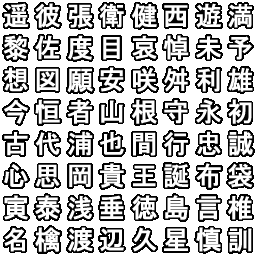 遥彼張衛健西遊満
黎佐度目哀悼未予
想図願安咲舛利雄
今恒者山根守永初
古代浦也間行忠誠
心思岡貴王誕布袋
寅泰浅垂徳島言椎
名檎渡辺久星慎訓